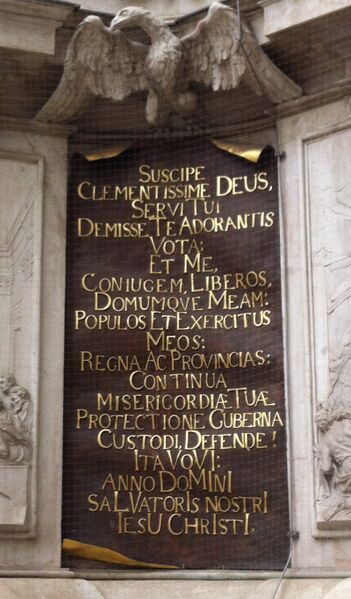 SUSCIPE
CLEMENTISSIME DEUS,
SERVI TUI
DEMISSE TE ADORANTIS
VOTA;
ET ME,
CONIUGEM, LIBEROS,
DOMUMQVE MEAM:
POPULOS ET EXERCITUS
MEOS:
REGNA AC PROVINCIAS:
CONTINUA
MISERICORDIÆ TUÆ
PROTECTIONE GUBERNA
CUSTODI, DEFENDE!
ITA VOVI:
ANNO DOMINI
SALVATORIS NOSTRI
IESU CHRISTI.